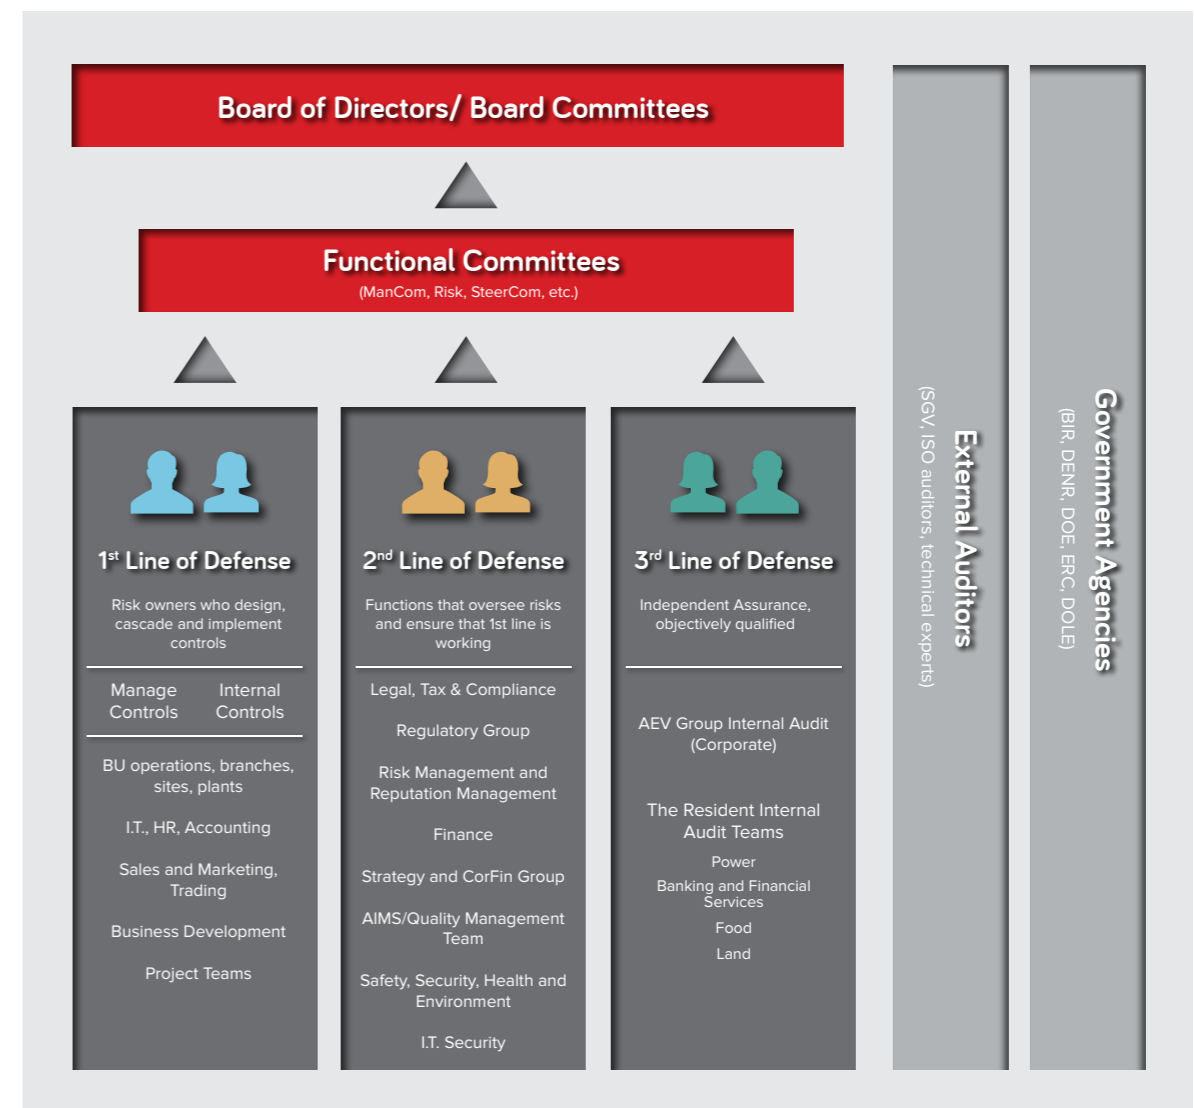 Board of Directors/ Board Committees
Functional Committees
(ManCom, Risk, SteerCom, etc.)
1st Line of Defense
Risk owners who design,
cascade and implement
controls
Manage
Controls
Internal
Controls
BU operations, branches,
sites, plants
I.T., HR, Accounting
Sales and Marketing,
Trading
Business Development
Project Teams
2nd Line of Defense
Functions that oversee risks
and ensure that 1st line is
working
Legal, Tax & Compliance
Regulatory Group
Risk Management and
Reputation Management
Finance
Strategy and CorFin Group
AIMS/Quality Management
Team
Safety, Security, Health and
Environment
I.T. Security
3rd Line of Defense
Independent Assurance,
objectively qualified
AEV Group Internal Audit
(Corporate)
The Resident Internal
Audit Teams
Power
Banking and Financial
Services
Food
Land
External Auditors
(SGV, ISO auditors, technical experts)
Government Agencies
(BIR, DENR, DOE, ERC, DOLE)